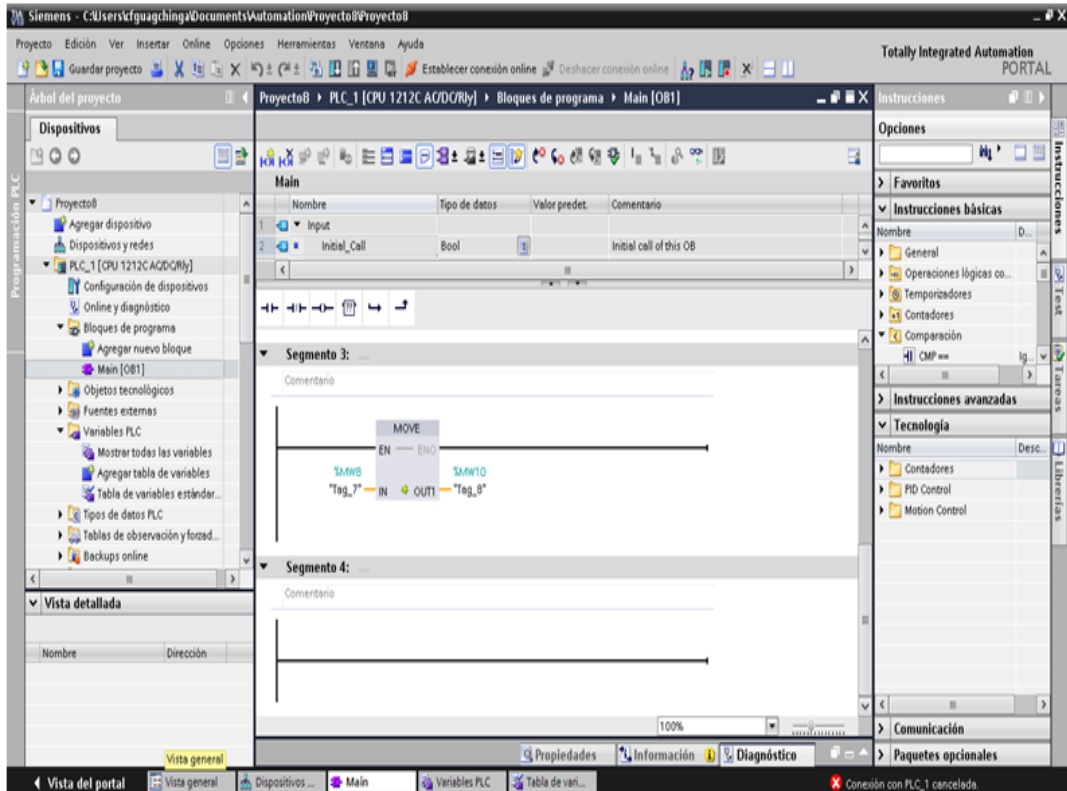 Siemens - C:\Users\cfguagchinga\Documents\Automation\Proyecto8\Proyecto8
Proyecto Edición Ver Insertar Online Opciones Herramientas Ventana Ayuda
Totally Integrated Automation
PORTAL
Guardar proyecto
Establecer conexión online
Deshacer conexión online
Árbol del proyecto
Proyecto8 PLC_1 [CPU 1212C AC/DC/Rly] Bloques de programa Main [OB1]
Instrucciones
Dispositivos
Opciones
Programación PLC
Main
Nombre Tipo de datos Valor predet. Comentario
1 Input
2 Initial_Call Bool Initial call of this OB
Proyecto8
Agregar dispositivo
Dispositivos y redes
PLC_1 [CPU 1212C AC/DC/Rly]
Configuración de dispositivos
Online y diagnóstico
Bloques de programa
Agregar nuevo bloque
Main [OB1]
Objetos tecnológicos
Fuentes externas
Variables PLC
Mostrar todas las variables
Agregar tabla de variables
Tabla de variables estándar...
Tipos de datos PLC
Tablas de observación y forzad...
Backups online
Vista detallada
Nombre Dirección
Segmento 3: ....
Comentario
MOVE
EN ENO
%MW8 %MW10
"Tag_7" IN OUT1 "Tag_8"
Segmento 4: ....
Comentario
100%
Favoritos
Instrucciones básicas
Nombre D...
General
Operaciones lógicas co...
Temporizadores
Contadores
Comparación
CMP == Ig...
Instrucciones avanzadas
Tecnología
Nombre Desc...
Contadores
PID Control
Motion Control
Comunicación
Paquetes opcionales
Instrucciones
Test
Tareas
Librerías
Propiedades Información Diagnóstico
Vista general
Vista del portal Vista general Dispositivos ... Main Variables PLC Tabla de vari...
Conexión con PLC_1 cancelada.